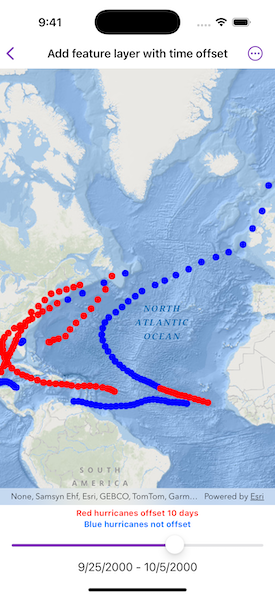 9:41
Add feature layer with time offset
NORTH
ATLANTIC
OCEAN
SOUTH
AMERICA
None, Samsyn Ehf, Esri, GEBCO, TomTom, Garm... Powered by Esri
Red hurricanes offset 10 days
Blue hurricanes not offset
9/25/2000 - 10/5/2000